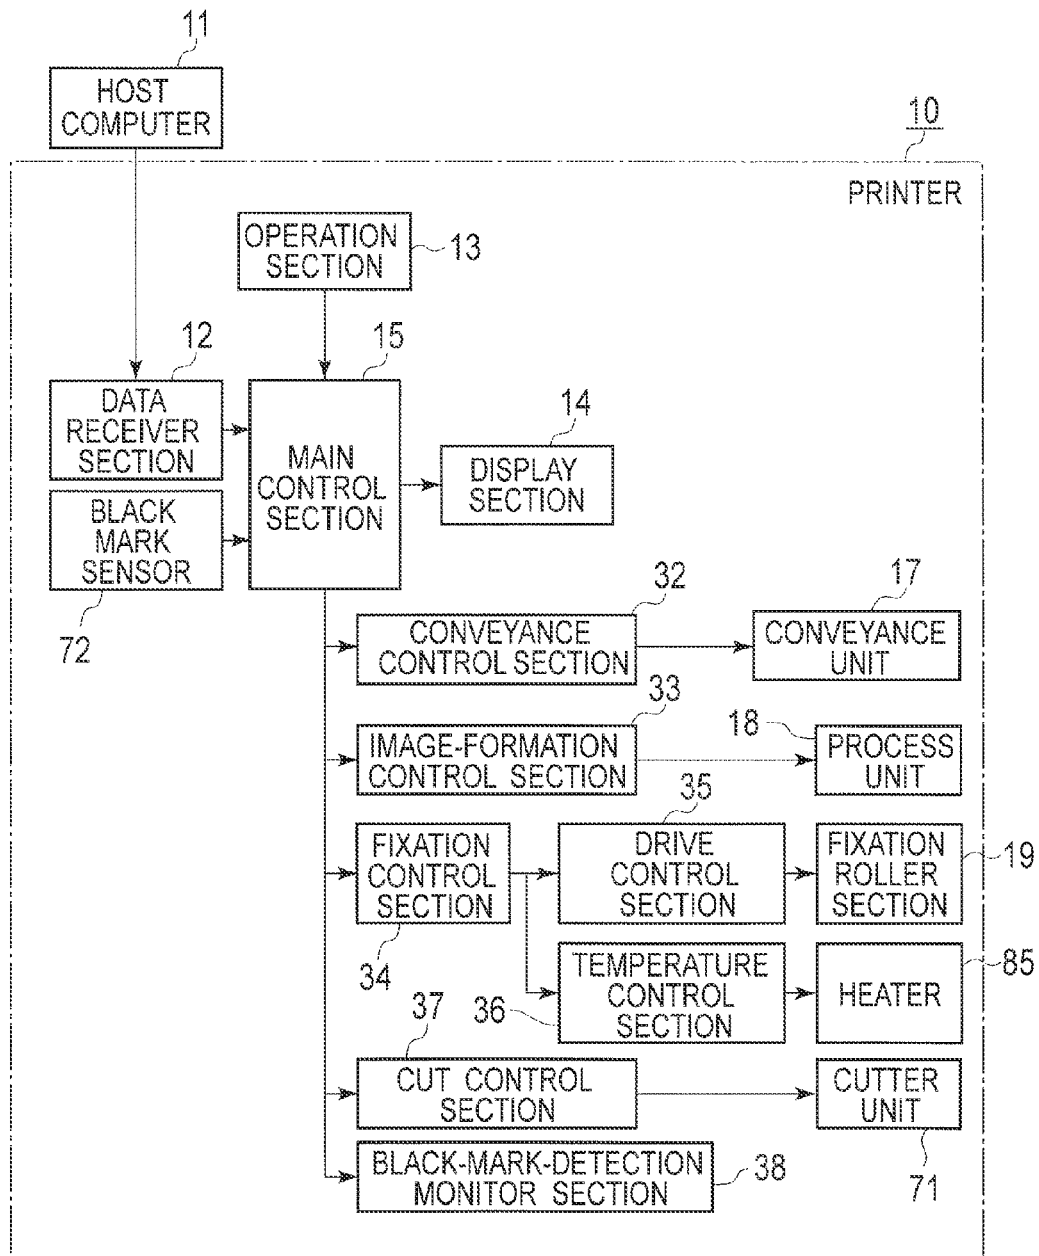 11
HOST
COMPUTER
10
PRINTER
OPERATION
SECTION
13
12
15
DATA
RECEIVER
SECTION
MAIN
CONTROL
SECTION
14
DISPLAY
SECTION
BLACK
MARK
SENSOR
72
32
17
CONVEYANCE
CONTROL SECTION
CONVEYANCE
UNIT
33
18
IMAGE-FORMATION
CONTROL SECTION
PROCESS
UNIT
35
FIXATION
CONTROL
SECTION
DRIVE
CONTROL
SECTION
FIXATION
ROLLER
SECTION
19
34
TEMPERATURE
CONTROL
SECTION
36
HEATER
85
37
CUT CONTROL
SECTION
CUTTER
UNIT
71
BLACK-MARK-DETECTION
MONITOR SECTION
38